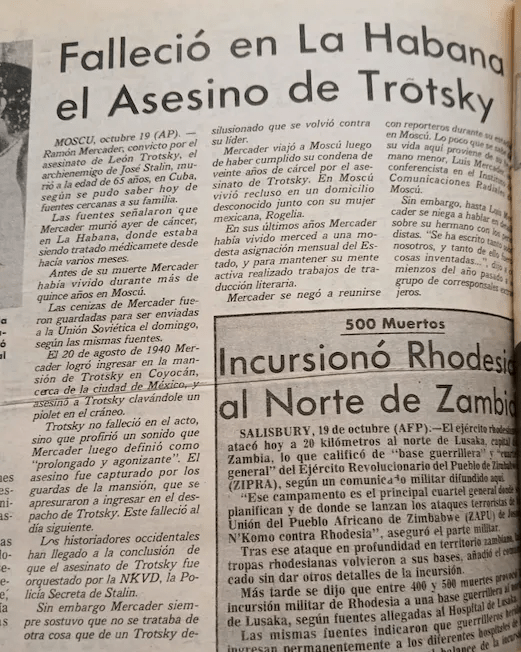 Falleció en La Habana
el Asesino de Trotsky
MOSCU, octubre 19 (AP). —
Ramón Mercader, convicto por el
asesinato de León Trotsky, el
archienemigo de José Stalin, mu-
rió a la edad de 65 años, en Cuba,
según se pudo saber hoy de
fuentes cercanas a su familia.
Las fuentes señalaron que
Mercader murió ayer de cáncer,
en La Habana, donde estaba
siendo tratado médicamente desde
hacía varios meses.
Antes de su muerte Mercader
había vivido durante más de
quince años en Moscú.
Las cenizas de Mercader fue-
ron guardadas para ser enviadas
a la Unión Soviética el domingo,
según las mismas fuentes.
El 20 de agosto de 1940 Mer-
cader logró ingresar en la man-
sión de Trotsky en Coyocán,
cerca de la ciudad de México, y
asesinó a Trotsky clavándole un
piolet en el cráneo.
Trotsky no falleció en el acto,
sino que profirió un sonido que
Mercader luego definió como
"prolongado y agonizante". El
asesino fue capturado por los
guardas de la mansión, que se
apresuraron a ingresar en el des-
pacho de Trotsky. Este falleció al
día siguiente.
Los historiadores occidentales
han llegado a la conclusión de
que el asesinato de Trotsky fue
orquestado por la NKVD, la Po-
licía Secreta de Stalin.
Sin embargo Mercader siem-
pre sostuvo que no se trataba de
otra cosa que de un Trotsky de-
silusionado que se volvió contra
su líder.
Mercader viajó a Moscú luego
de haber cumplido su condena de
veinte años de cárcel por el ase-
sinato de Trotsky. En Moscú
vivió recluso en un domicilio
desconocido junto con su mujer
mexicana, Rogelia.
En sus últimos años Mercader
había vivido merced a una mo-
desta asignación mensual del Es-
tado, y para mantener su mente
activa realizado trabajos de tra-
ducción literaria.
Mercader se negó a reunirse
con reporteros durante su
en Moscú. Lo poco que se
su vida aquí proviene de su
mano menor, Luis Mercader,
conferencista en el
Comunicaciones
Moscú.
Sin embargo, hasta Luis
cader se niega a hablar en
sobre su hermano con los
distas. "Se ha escrito tanto
nosotros, y tanto de ello
cosas inventadas...", dijo a
mienzos del año pasado a
grupo de corresponsales
jeros.
500 Muertos
Incursionó Rhodesia
al Norte de Zambia
SALISBURY, 19 de octubre (AFP).—El ejército
atacó hoy a 20 kilómetros al norte de Lusaka,
Zambia, lo que calificó de "base guerrillera" y
general" del Ejército Revolucionario del Pueblo de
(ZIPRA), según un comunicado militar difundido aquí.
"Ese campamento es el principal cuartel donde
planifican y de donde se lanzan los ataques terroristas de
Unión del Pueblo Africano de Zimbabwe (ZAPU) de
N'Komo contra Rhodesia", aseguró el parte militar.
Tras ese ataque en profundidad en territorio
tropas rhodesianas volvieron a sus bases, añadió el
cado sin dar otros detalles de la incursión.
Más tarde se dijo que entre 400 y 500 muertes
incursión militar de Rhodesia a una base guerrillera al
de Lusaka, según fuentes allegadas al Hospital de Lusaka.
Las mismas fuentes indicaron que guerrilleros
ingresan permanentemente a los diferentes